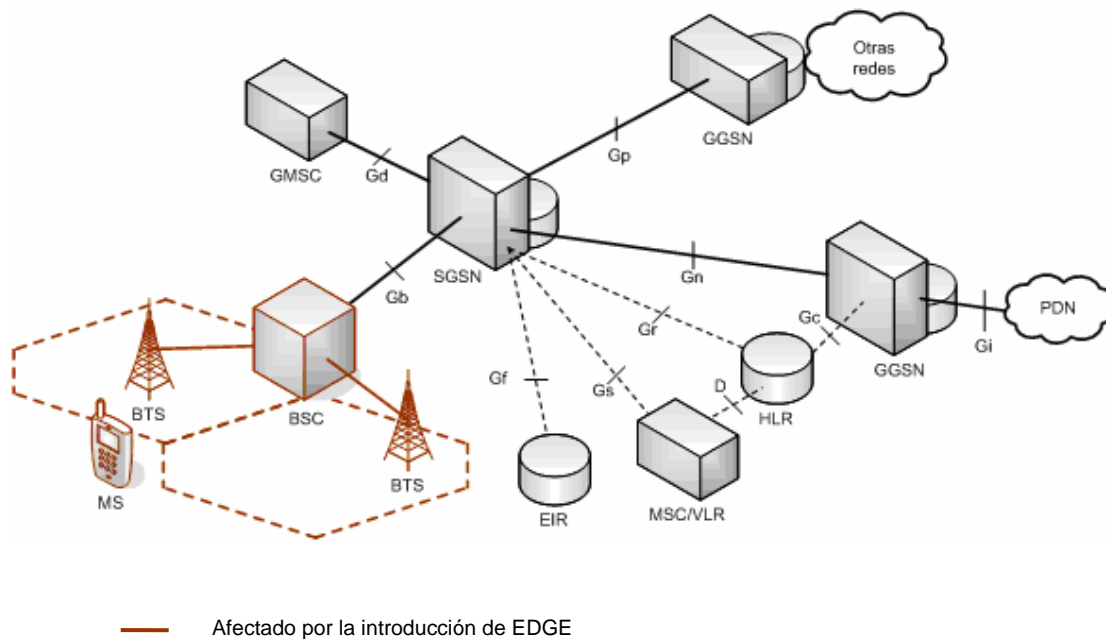 Otras
redes
GGSN
Gp
GMSC
Gd
SGSN
Gn
Gb
PDN
Gi
GGSN
Gc
Gr
HLR
D
Gs
Gf
BTS
BSC
MS
BTS
EIR
MSC/VLR
Afectado por la introducción de EDGE